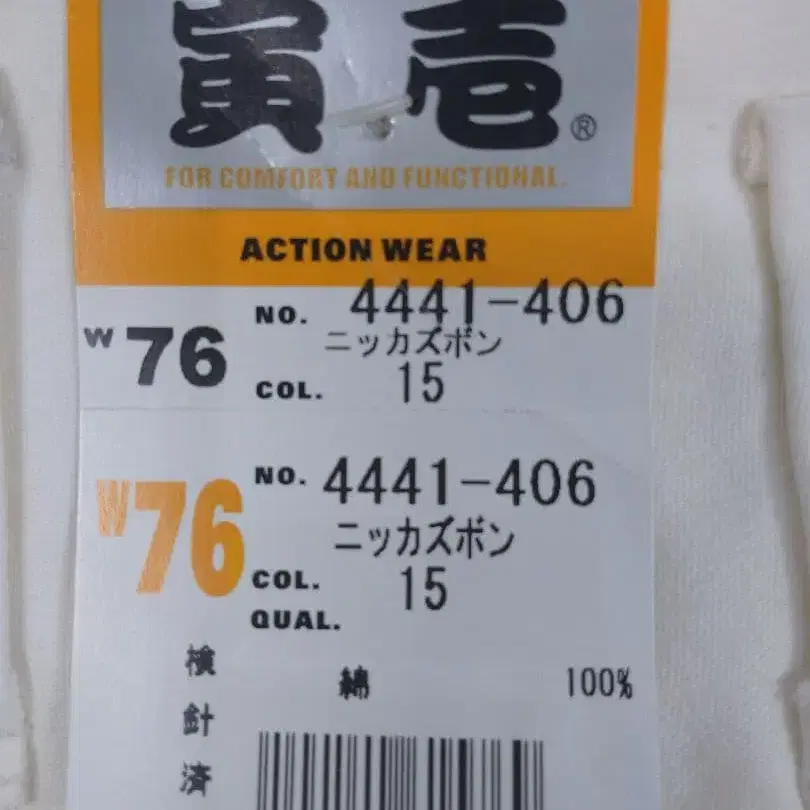 寅壱®
FOR COMFORT AND FUNCTIONAL.
ACTION WEAR
W 76 NO. 4441-406
ニッカズボン
COL. 15
W76 NO. 4441-406
ニッカズボン
COL. 15
QUAL.
綿 100%
検針済